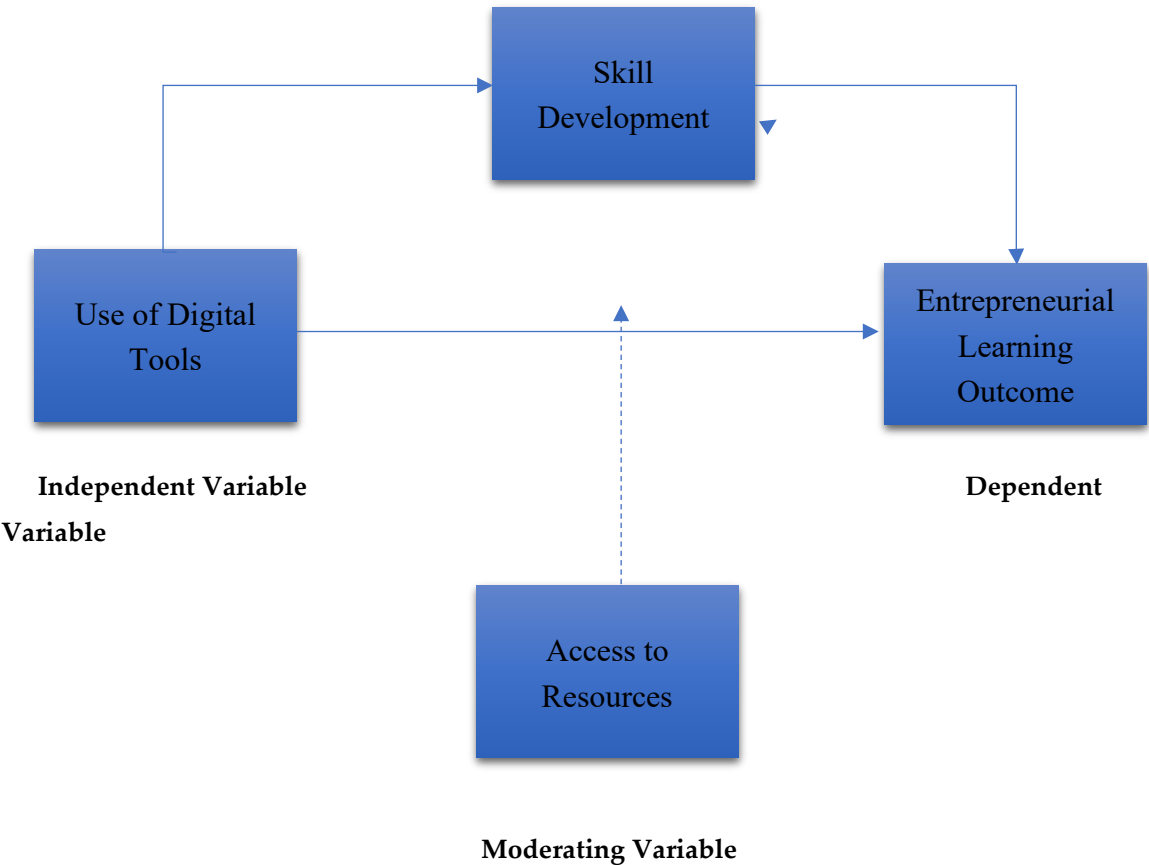 Skill
Development
Use of Digital
Tools
Entrepreneurial
Learning
Outcome
Independent Variable Dependent
Variable
Access to
Resources
Moderating Variable